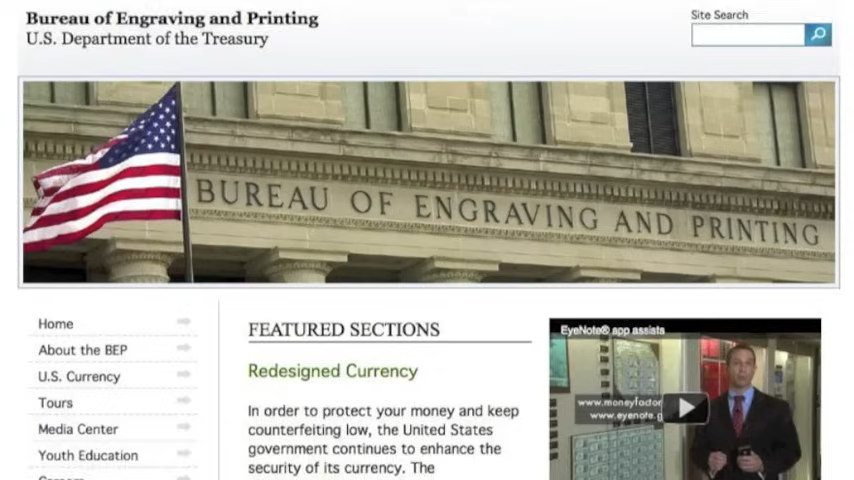 Bureau of Engraving and Printing
U.S. Department of the Treasury
Site Search
BUREAU OF ENGRAVING AND PRINTING
Home
About the BEP
U.S. Currency
Tours
Media Center
Youth Education
FEATURED SECTIONS
Redesigned Currency
In order to protect your money and keep
counterfeiting low, the United States
government continues to enhance the
security of its currency. The
EyeNote® app assists
www.moneyfactor
www.eyenote.g